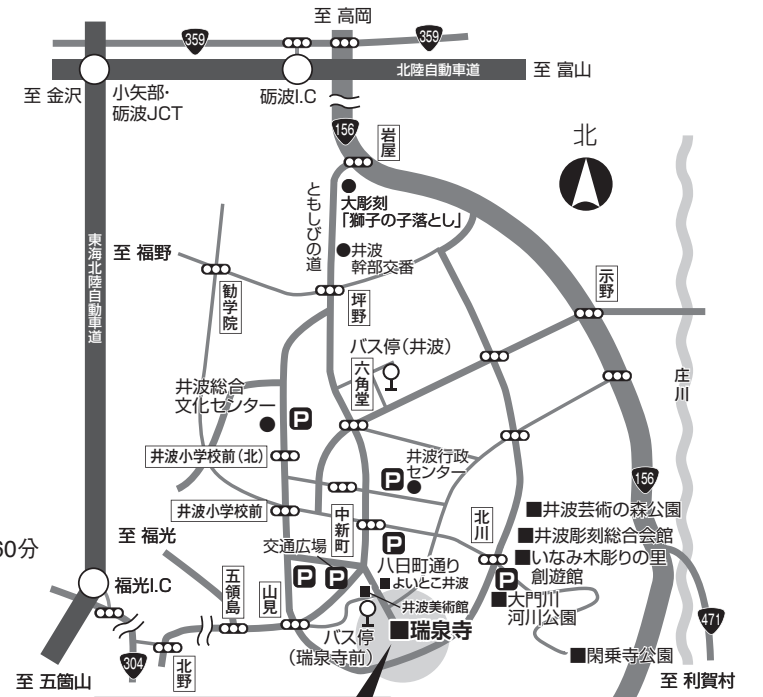 至 高岡
359
359
北陸自動車道
至 富山
至 金沢
小矢部・
砺波JCT
砺波I.C
156
岩屋
北
ともしびの道
大彫刻
「獅子の子落とし」
東海北陸自動車道
至 福野
井波
幹部交番
勧学院
坪野
示野
バス停(井波)
六角堂
庄川
井波総合
文化センター
P
井波小学校前(北)
井波行政
センター
P
156
井波小学校前
中新町
北川
■井波芸術の森公園
60分
至 福光
交通広場
P
八日町通り
■井波彫刻総合会館
■いなみ木彫りの里
創遊館
福光I.C
五領島
山見
P
P
■よいとこ井波
P
井波美術館
■大門川
河川公園
471
バス停
(瑞泉寺前)
■瑞泉寺
304
北野
■閑乗寺公園
至 五箇山
至 利賀村